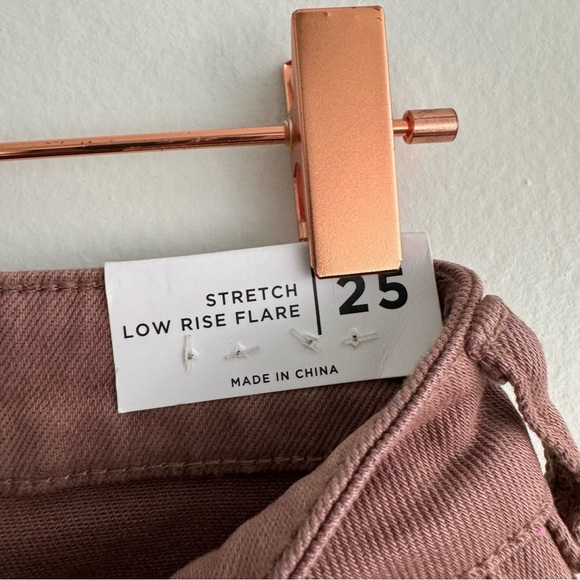 STRETCH
LOW RISE FLARE
25
MADE IN CHINA